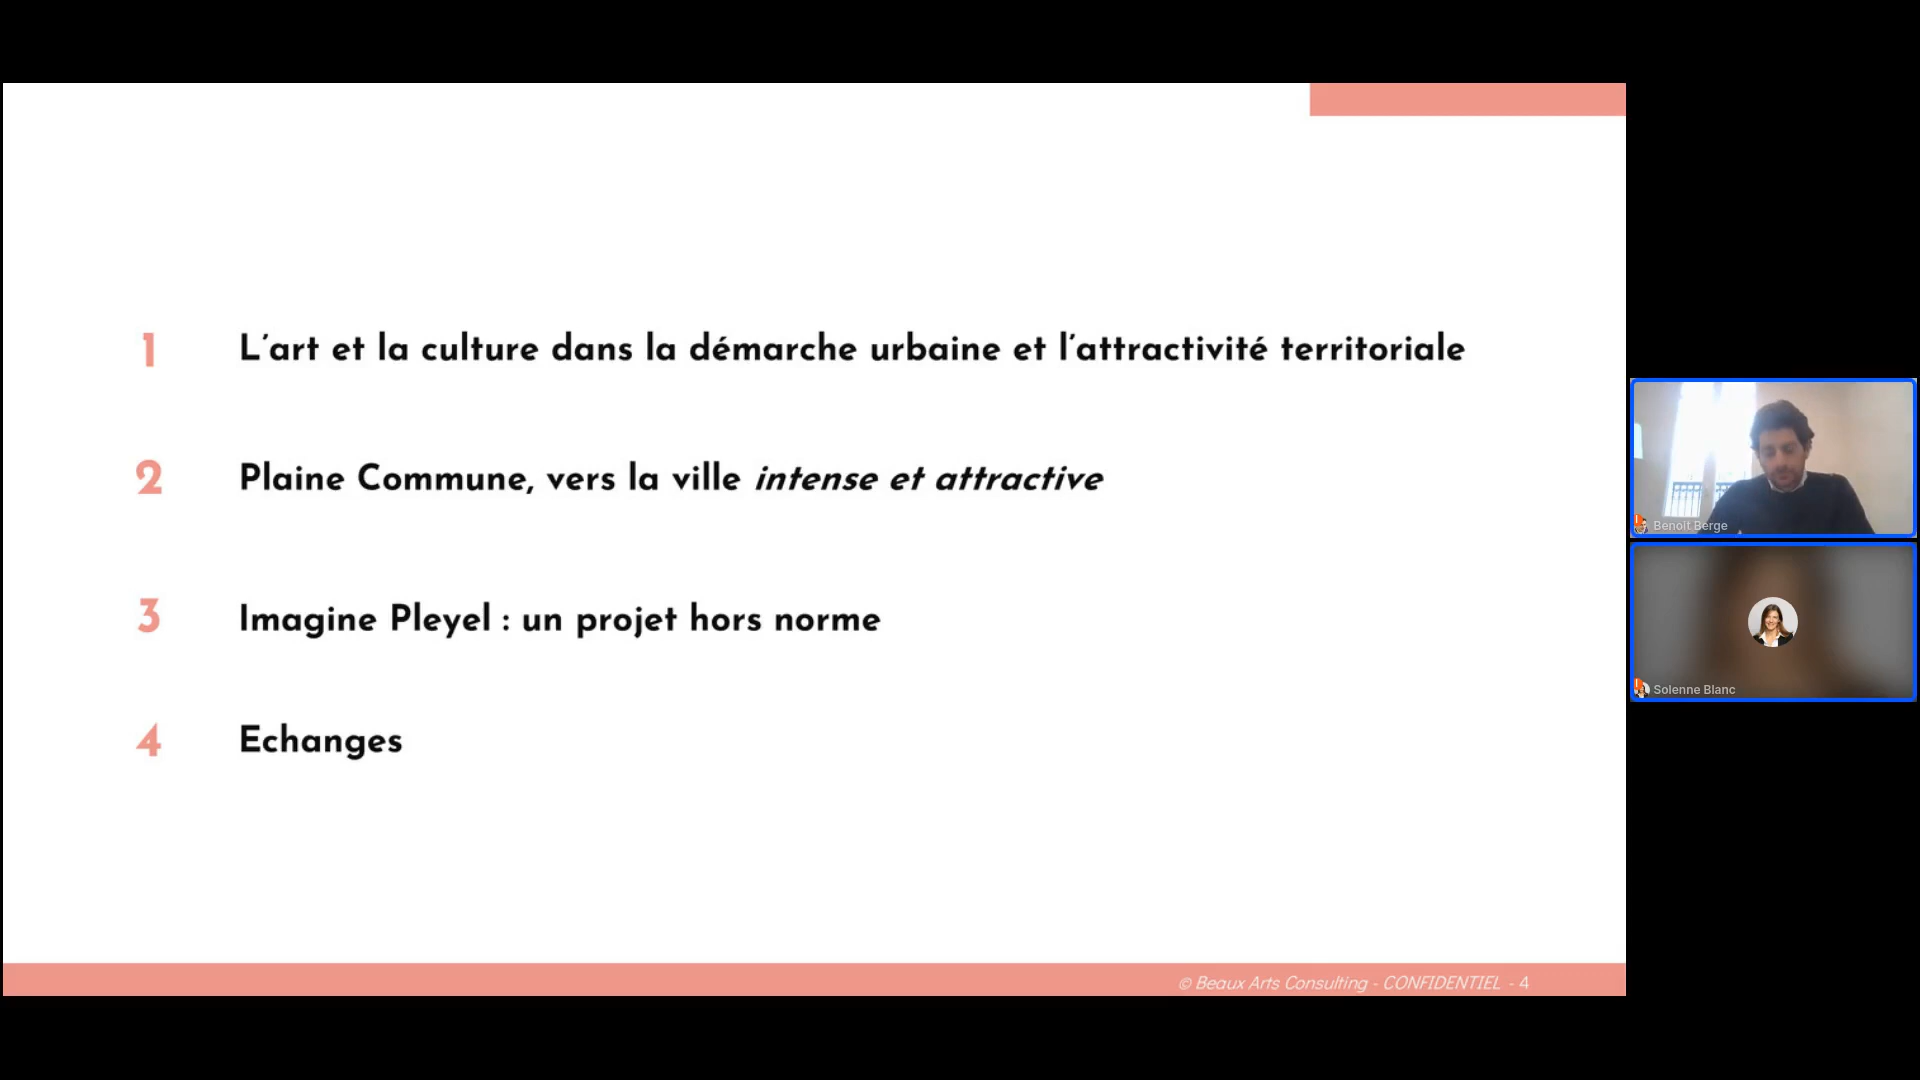 1 L’art et la culture dans la démarche urbaine et l’attractivité territoriale
2 Plaine Commune, vers la ville intense et attractive
3 Imagine Pleyel : un projet hors norme
4 Echanges
© Beaux Arts Consulting - CONFIDENTIEL - 4
Benoit Berge
Solenne Blanc